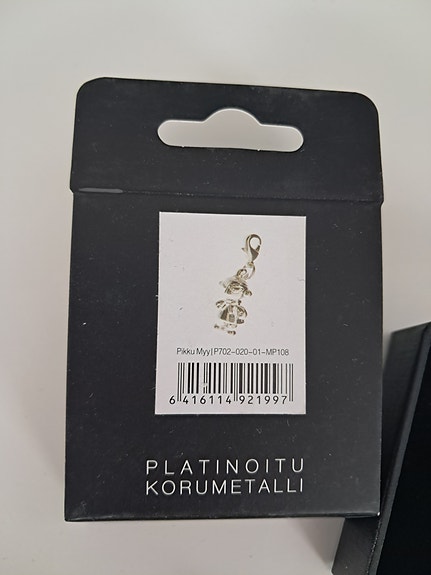 Pikku Myy|P702-020-01-MP108
6 416114 921997
PLATINOITU
KORUMETALLI